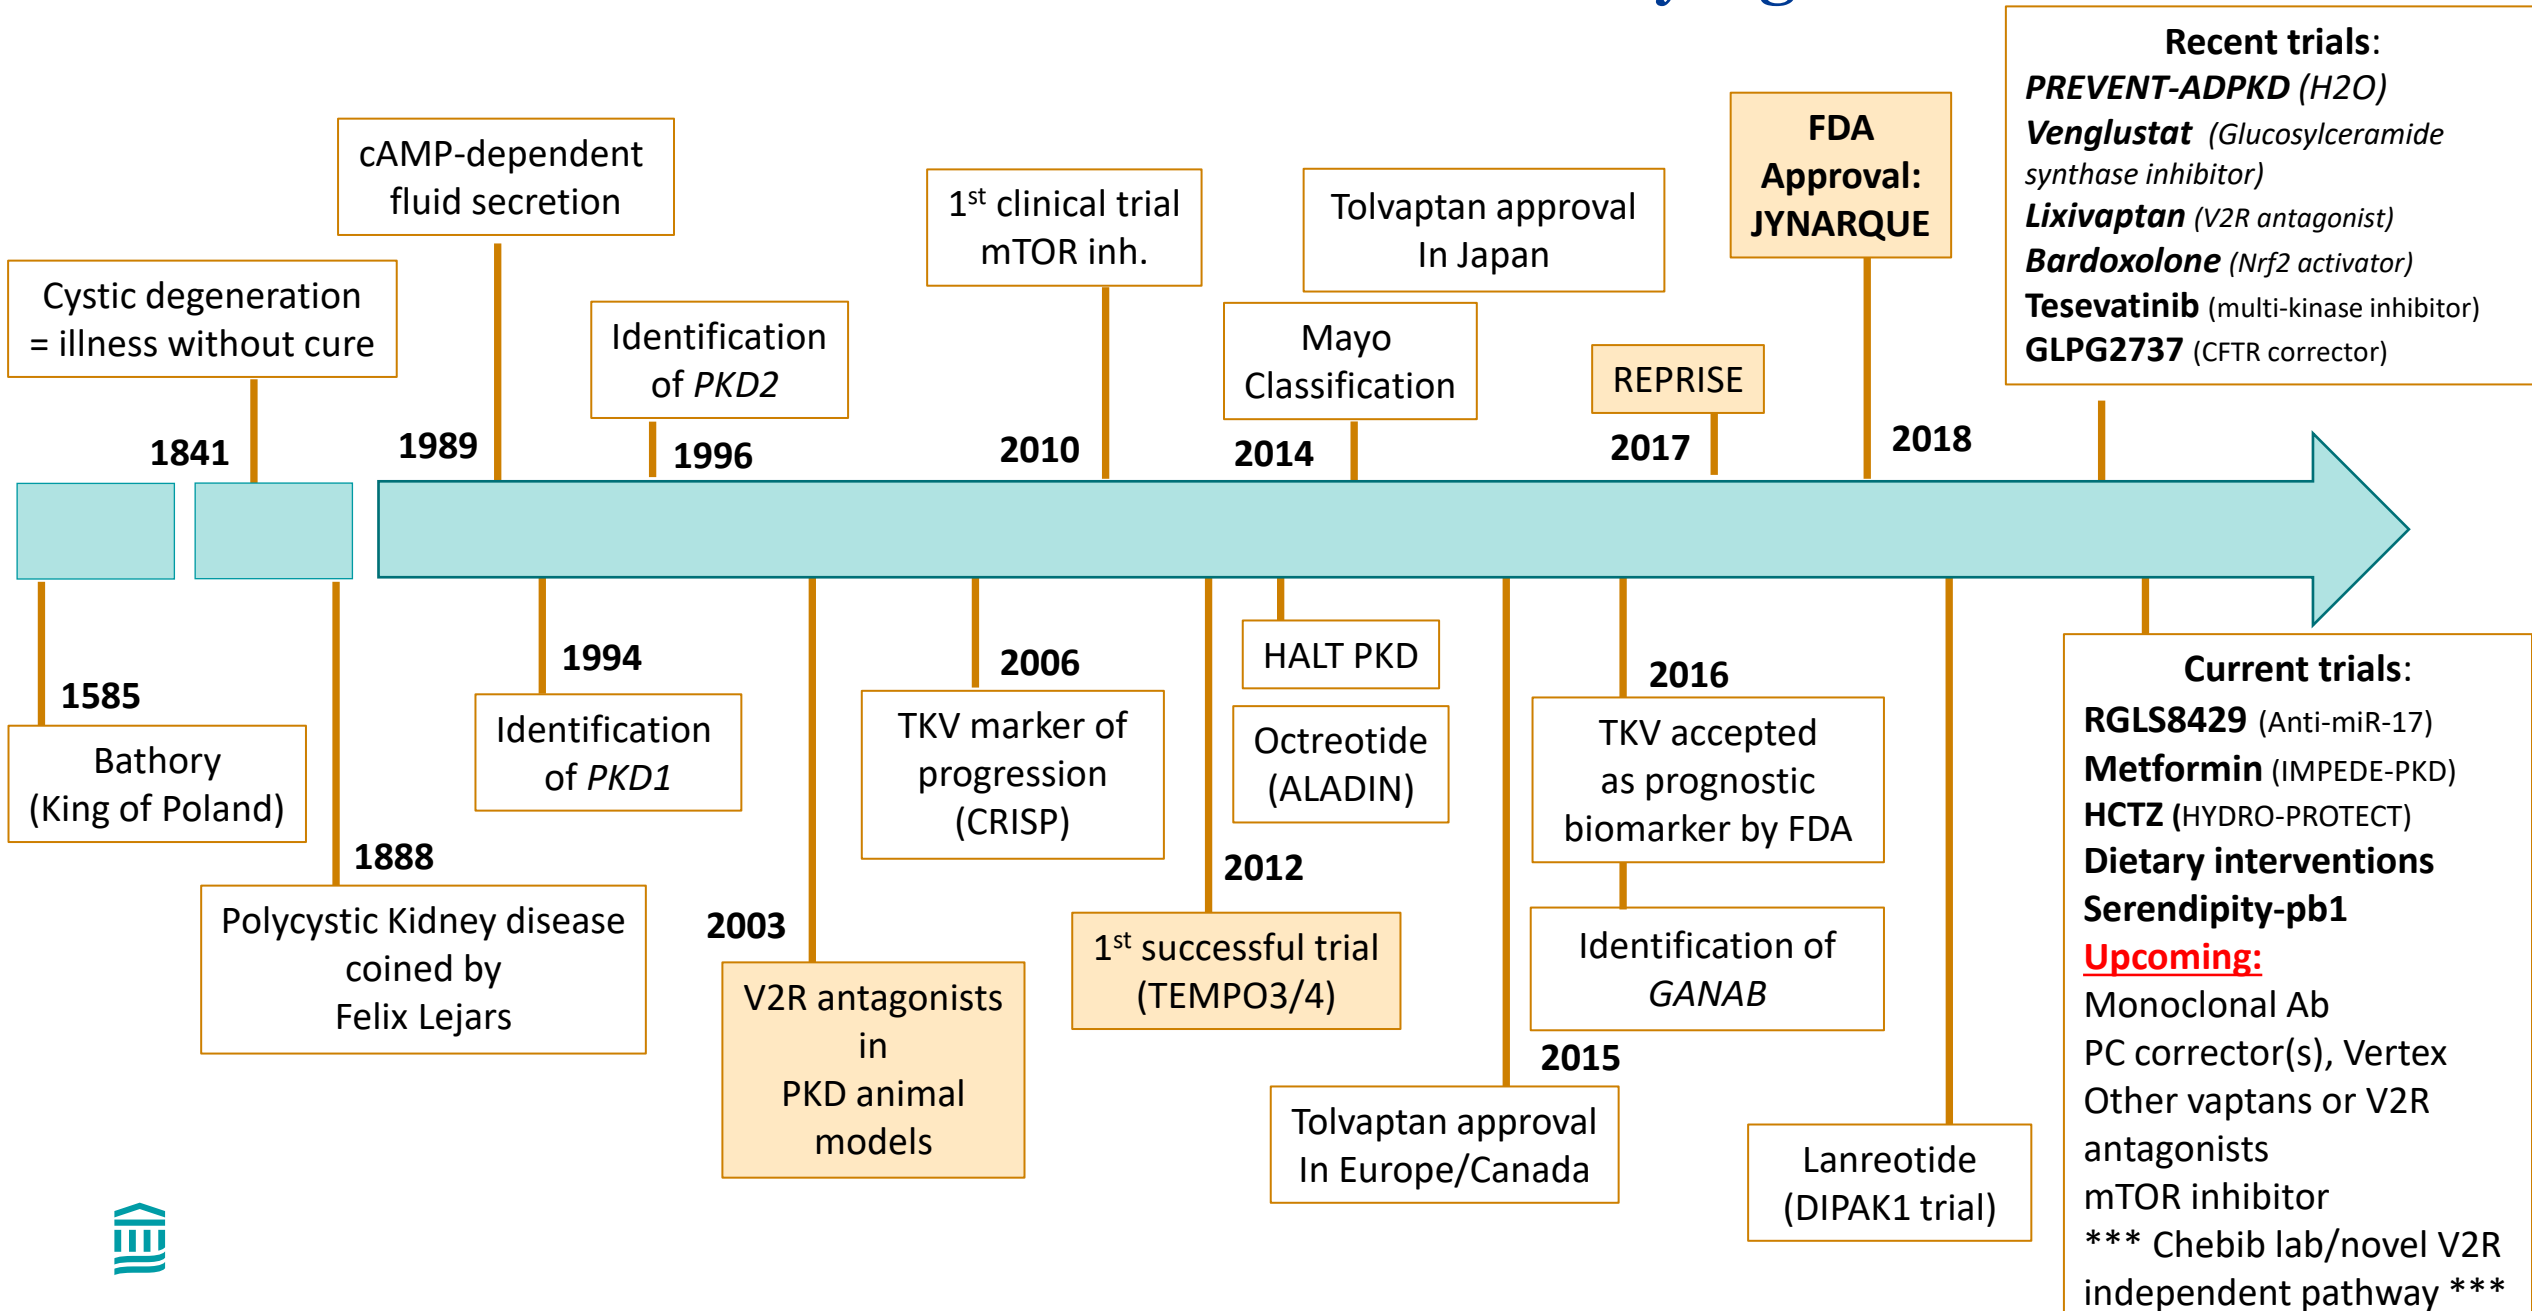 Recent trials:
PREVENT-ADPKD (H2O)
Venglustat (Glucosylceramide
synthase inhibitor)
Lixivaptan (V2R antagonist)
Bardoxolone (Nrf2 activator)
Tesevatinib (multi-kinase inhibitor)
GLPG2737 (CFTR corrector)
FDA
Approval:
JYNARQUE
2018
cAMP-dependent
fluid secretion
1989
1st clinical trial
mTOR inh.
2010
Tolvaptan approval
In Japan
Cystic degeneration
= illness without cure
1841
Identification
of PKD2
1996
Mayo
Classification
2014
REPRISE
2017
1585
Bathory
(King of Poland)
1888
Polycystic Kidney disease
coined by
Felix Lejars
1994
Identification
of PKD1
2003
V2R antagonists
in
PKD animal
models
2006
TKV marker of
progression
(CRISP)
HALT PKD
Octreotide
(ALADIN)
2012
1st successful trial
(TEMPO3/4)
2016
TKV accepted
as prognostic
biomarker by FDA
Identification of
GANAB
2015
Tolvaptan approval
In Europe/Canada
Lanreotide
(DIPAK1 trial)
Current trials:
RGLS8429 (Anti-miR-17)
Metformin (IMPEDE-PKD)
HCTZ (HYDRO-PROTECT)
Dietary interventions
Serendipity-pb1
Upcoming:
Monoclonal Ab
PC corrector(s), Vertex
Other vaptans or V2R
antagonists
mTOR inhibitor
*** Chebib lab/novel V2R
independent pathway ***